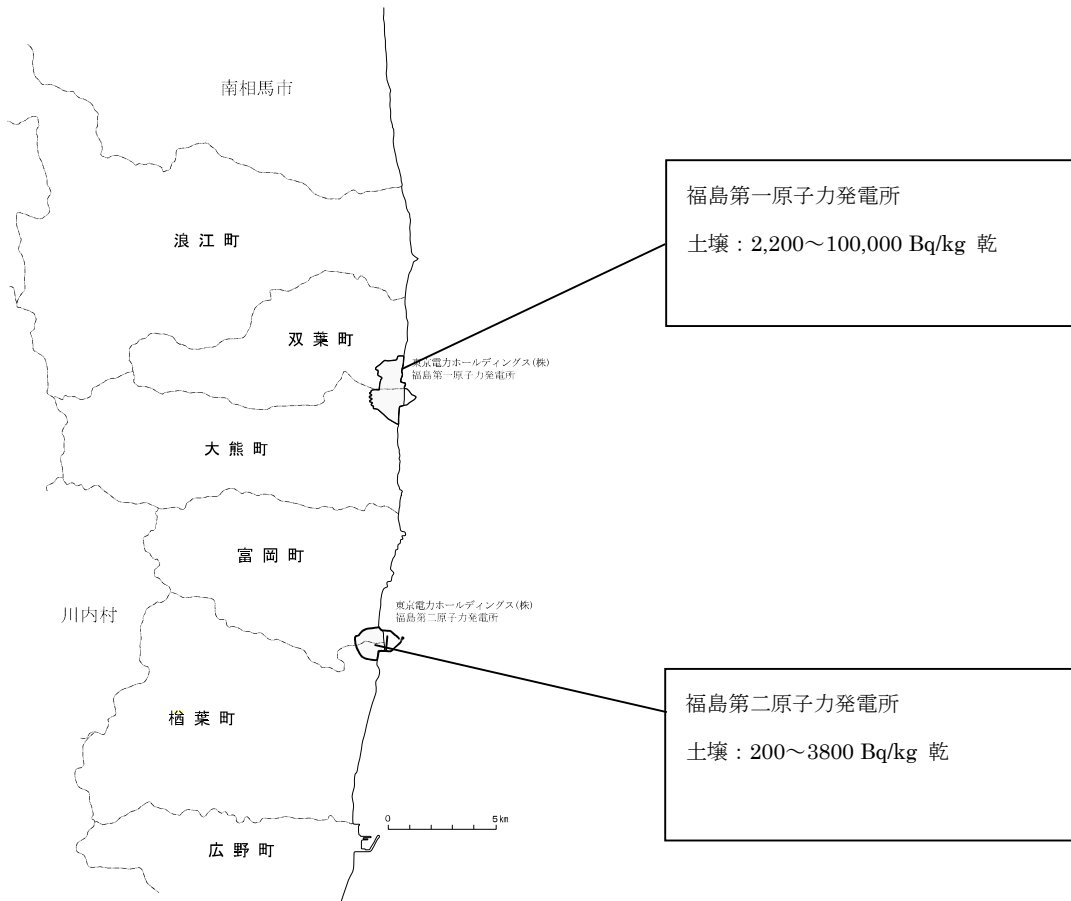 南相馬市
福島第一原子力発電所
土壌：2,200～100,000 Bq/kg 乾
浪 江 町
双 葉 町
東京電力ホールディングス(株)
福島第一原子力発電所
大 熊 町
富 岡 町
川内村
東京電力ホールディングス(株)
福島第二原子力発電所
福島第二原子力発電所
土壌：200～3800 Bq/kg 乾
楢 葉 町
0 5km
広 野 町